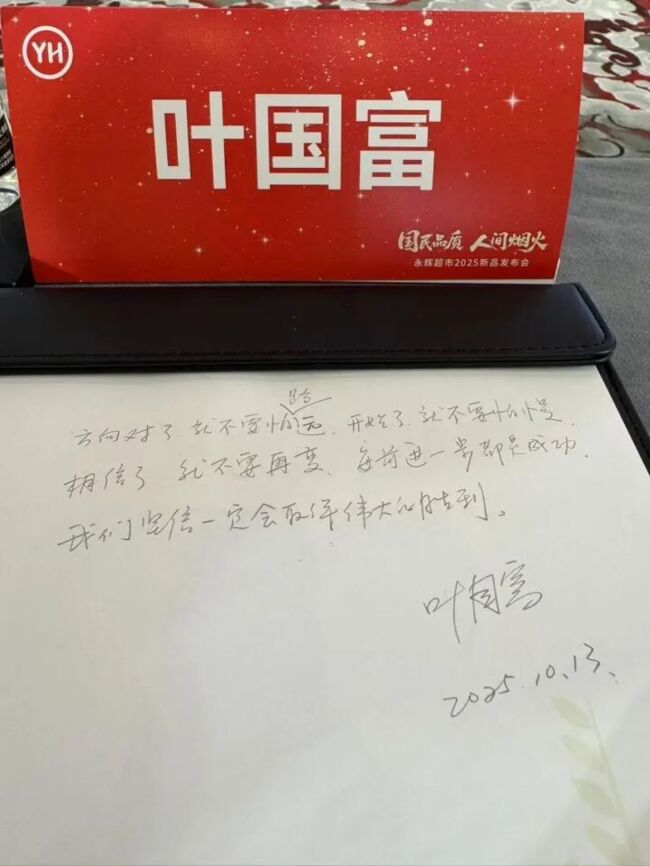 YH
叶国富
国民品质 人间烟火
永辉超市2025新品发布会
路
方向对了 就不要怕远. 开始了 就不要怕慢.
相信了 就不要再变. 每前进一步都是成功.
我们坚信一定会取得伟大的胜利。
叶国富
2025.10.13.